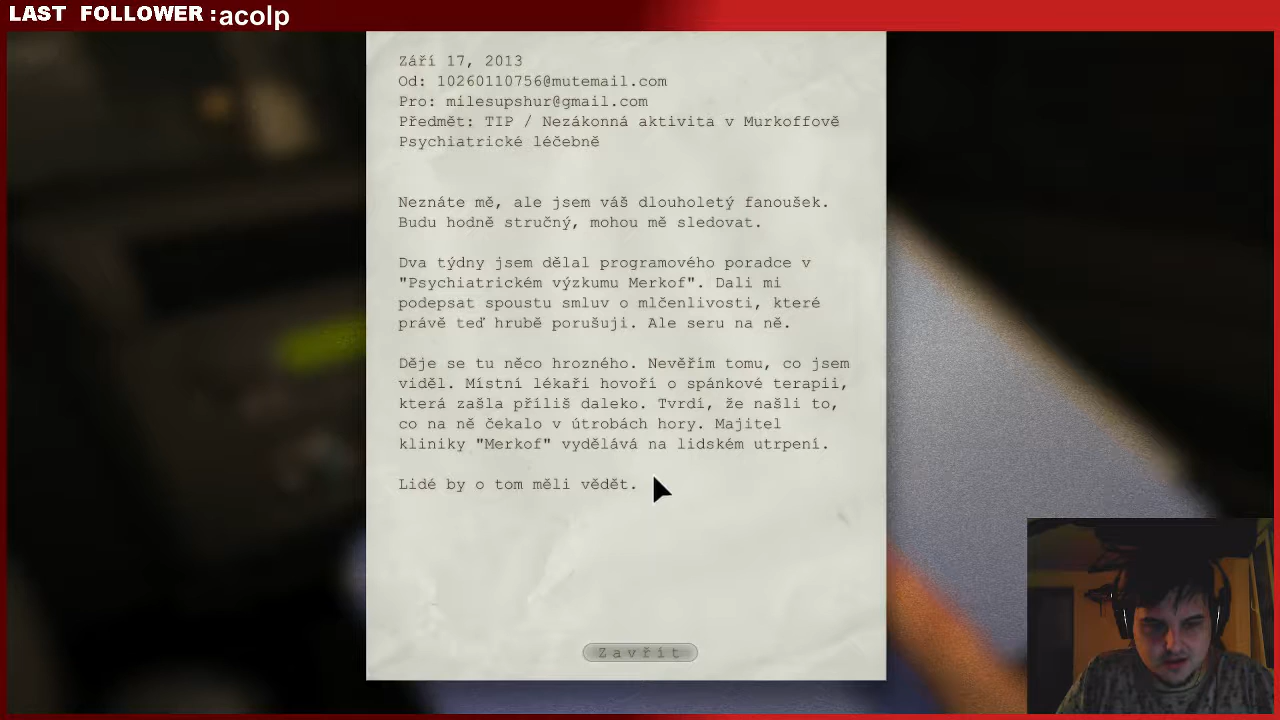 LAST FOLLOWER :acolp
Září 17, 2013
Od: 10260110756@mutemail.com
Pro: milesupshur@gmail.com
Předmět: TIP / Nezákonná aktivita v Murkoffově
Psychiatrické léčebně
Neznáte mě, ale jsem váš dlouholetý fanoušek.
Budu hodně stručný, mohou mě sledovat.
Dva týdny jsem dělal programového poradce v
"Psychiatrickém výzkumu Merkof". Dali mi
podepsat spoustu smluv o mlčenlivosti, které
právě teď hrubě porušuji. Ale seru na ně.
Děje se tu něco hrozného. Nevěřím tomu, co jsem
viděl. Místní lékaři hovoří o spánkové terapii,
která zašla příliš daleko. Tvrdí, že našli to,
co na ně čekalo v útrobách hory. Majitel
kliniky "Merkof" vydělává na lidském utrpení.
Lidé by o tom měli vědět.
Zavřít